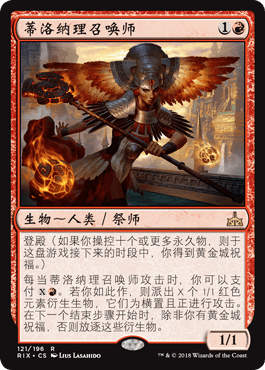 蒂洛纳理召唤师 1
生物～人类／祭师
登殿（如果你操控十个或更多永久物，则于
这盘游戏接下来的时段中，你得到黄金城祝
福。）
每当蒂洛纳理召唤师攻击时，你可以支
付X。若你如此作，则派出X个1/1红色
元素衍生生物，它们为横置且正进行攻击。
在下一个结束步骤开始时，除非你有黄金城
祝福，否则放逐这些衍生物。
1/1
121/196 R
RIX • CS LIUS LASAHIDO
™ & © 2018 Wizards of the Coast